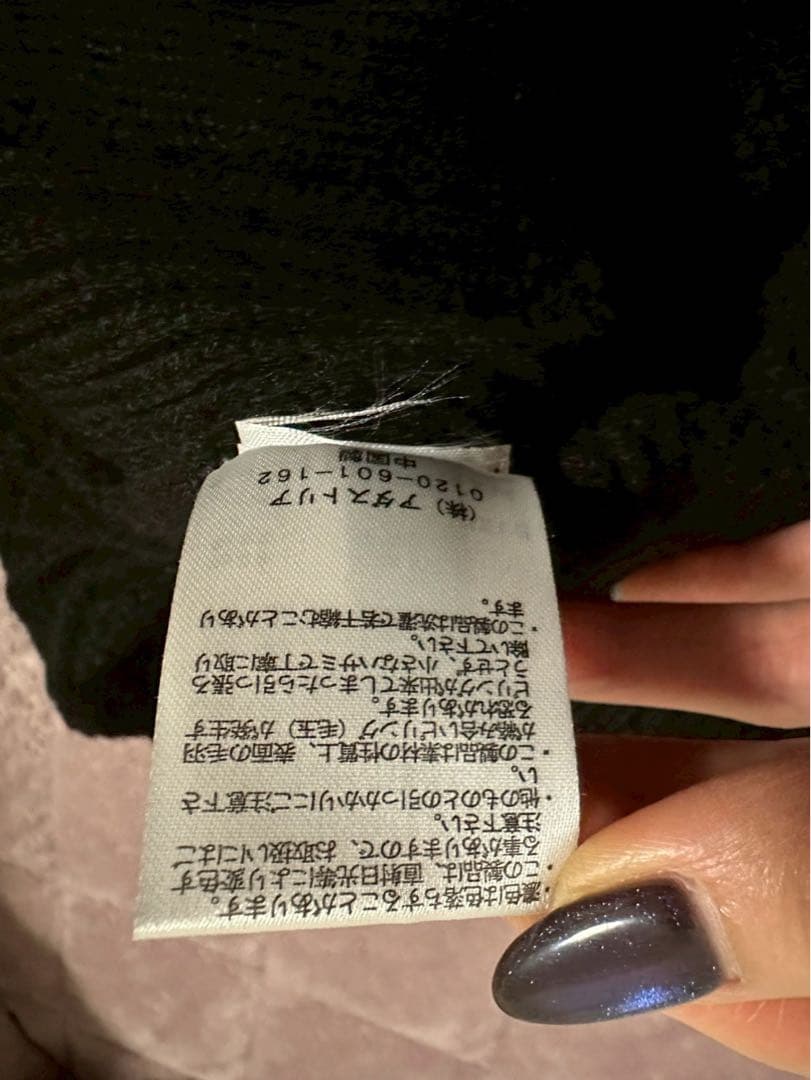 ・濃色は色落ちすることがあります。
・この製品は、直射日光等により変色す
る事がありますので、お取扱いにはご
注意下さい。
・他のものとの引っかかりにご注意下さ
い。
・この製品は素材の性質上、表面の毛羽
が絡み合いピリング（毛玉）が発生す
る恐れがあります。
ピリングが出来てしまったら引っ張ろ
うとせず、小さなハサミで丁寧に取り
除いて下さい。
・この製品は洗濯で若干縮むことがあり
ます。
（株）アダストリア
0120-601-162
中国製